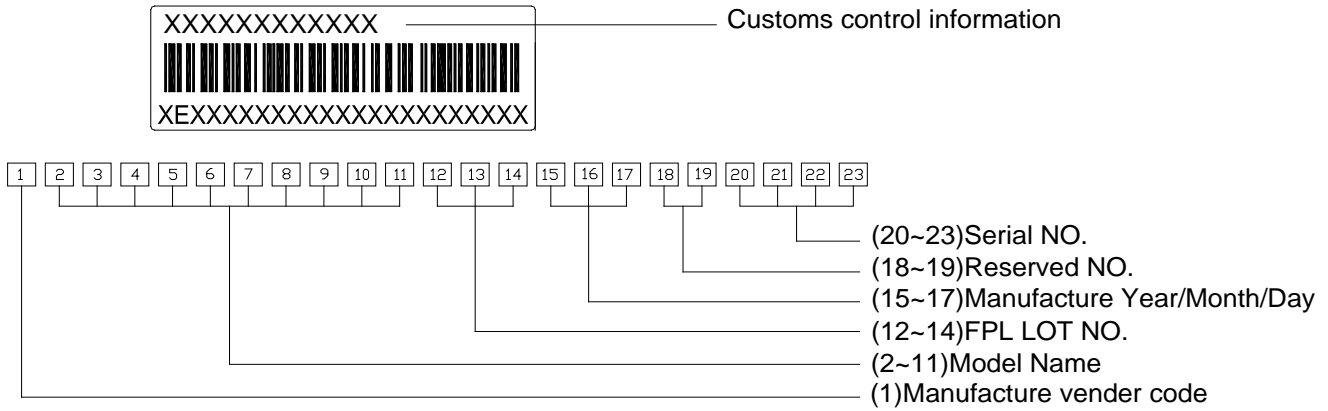 XXXXXXXXXXXX
Customs control information
XEXXXXXXXXXXXXXXXXXXXXX
1 2 3 4 5 6 7 8 9 10 11 12 13 14 15 16 17 18 19 20 21 22 23
(20~23)Serial NO.
(18~19)Reserved NO.
(15~17)Manufacture Year/Month/Day
(12~14)FPL LOT NO.
(2~11)Model Name
(1)Manufacture vender code